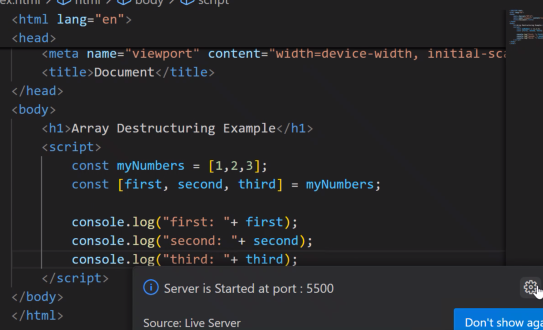 ex.html > html > body > script
<html lang="en">
<head>
<meta name="viewport" content="width=device-width, initial-sca
<title>Document</title>
</head>
<body>
<h1>Array Destructuring Example</h1>
<script>
const myNumbers = [1,2,3];
const [first, second, third] = myNumbers;
console.log("first: "+ first);
console.log("second: "+ second);
console.log("third: "+ third);
</script>
</body>
</html>
Server is Started at port : 5500
Source: Live Server
Don't show aga